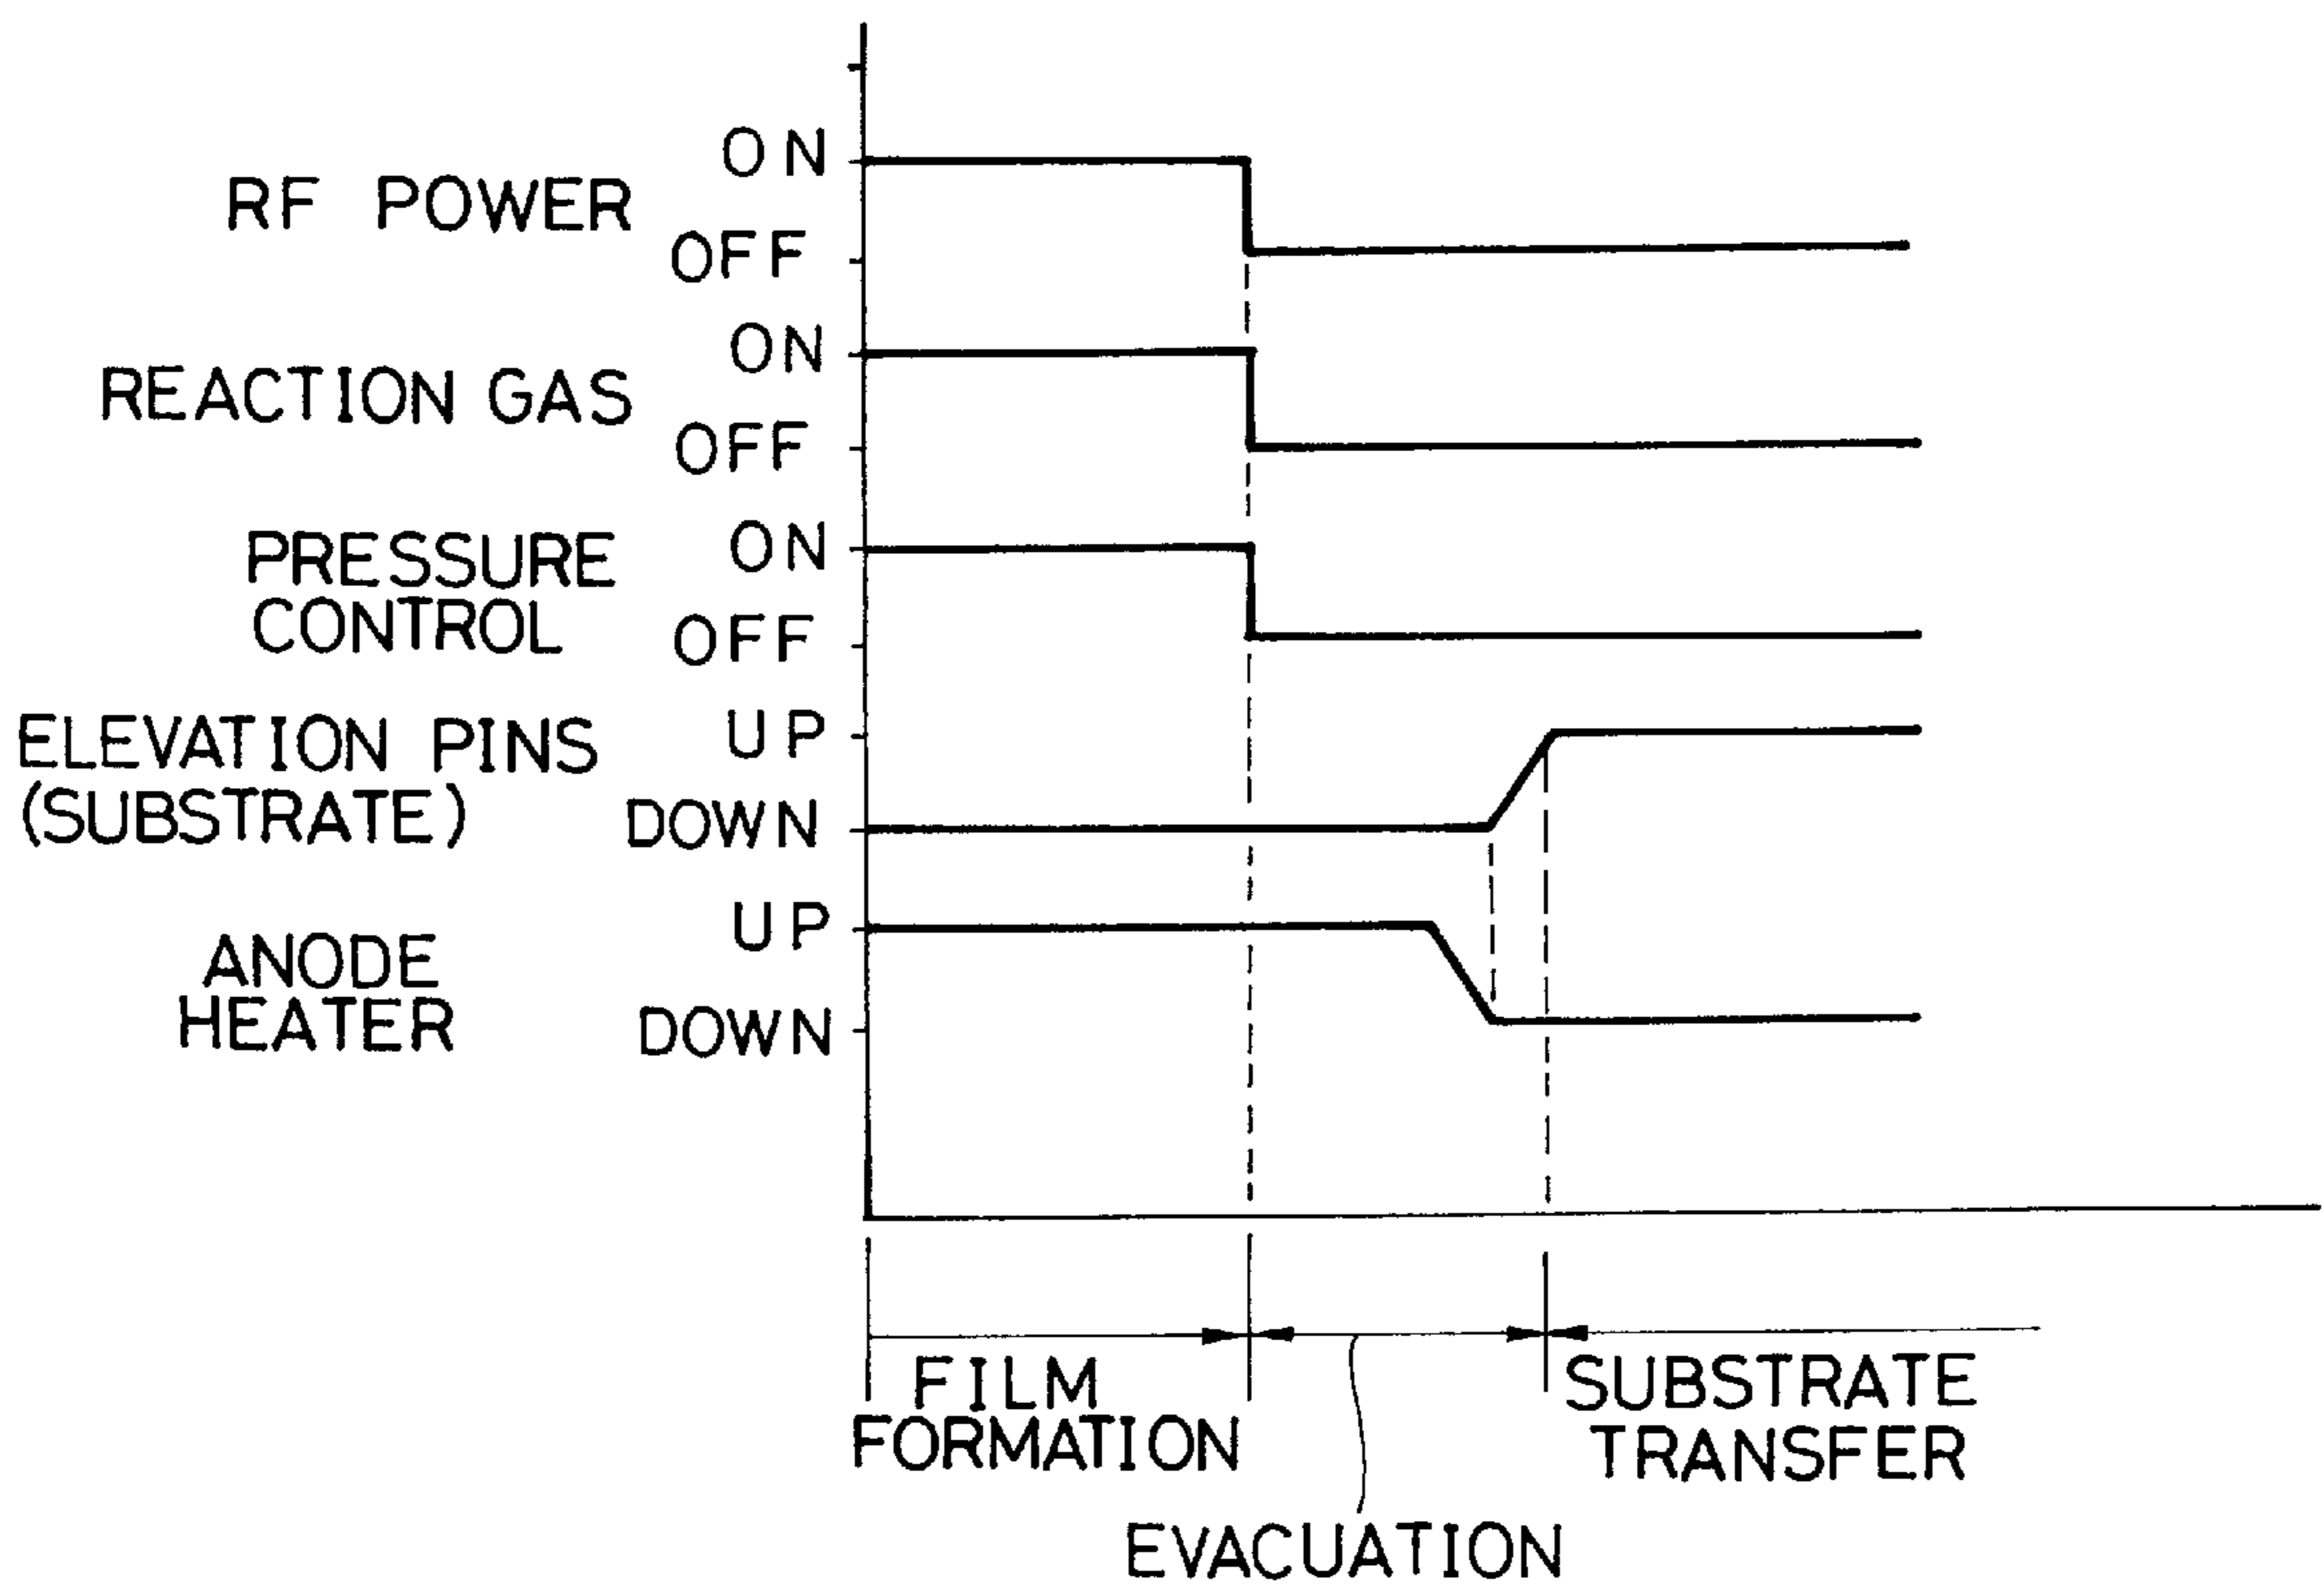 ON
RF POWER
OFF
ON
REACTION GAS
OFF
PRESSURE
CONTROL
ON
OFF
ELEVATION PINS
(SUBSTRATE)
UP
DOWN
UP
ANODE
HEATER
DOWN
FILM
FORMATION
SUBSTRATE
TRANSFER
EVACUATION